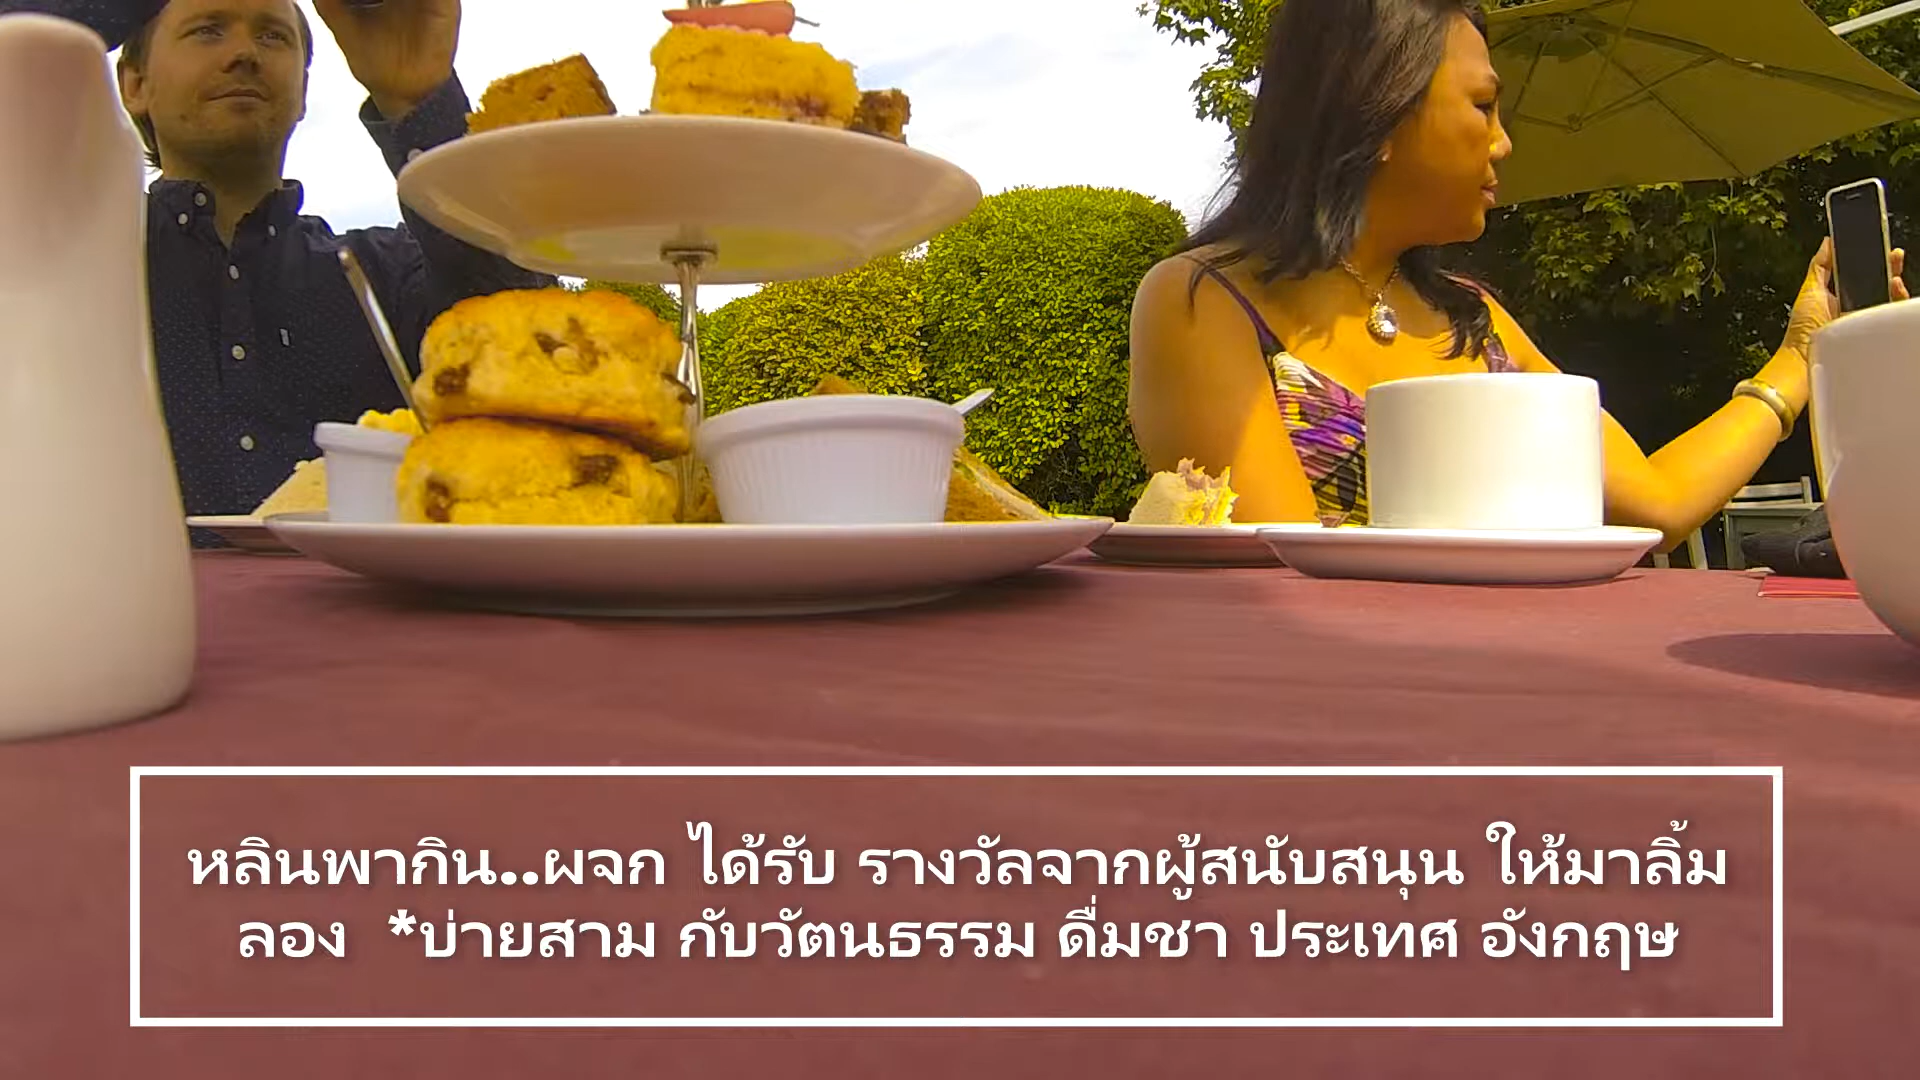 หลินพากิน..ผจก ได้รับ รางวัลจากผู้สนับสนุน ให้มาลิ้ม
ลอง *บ่ายสาม กับวัตนธรรม ดื่มชา ประเทศ อังกฤษ